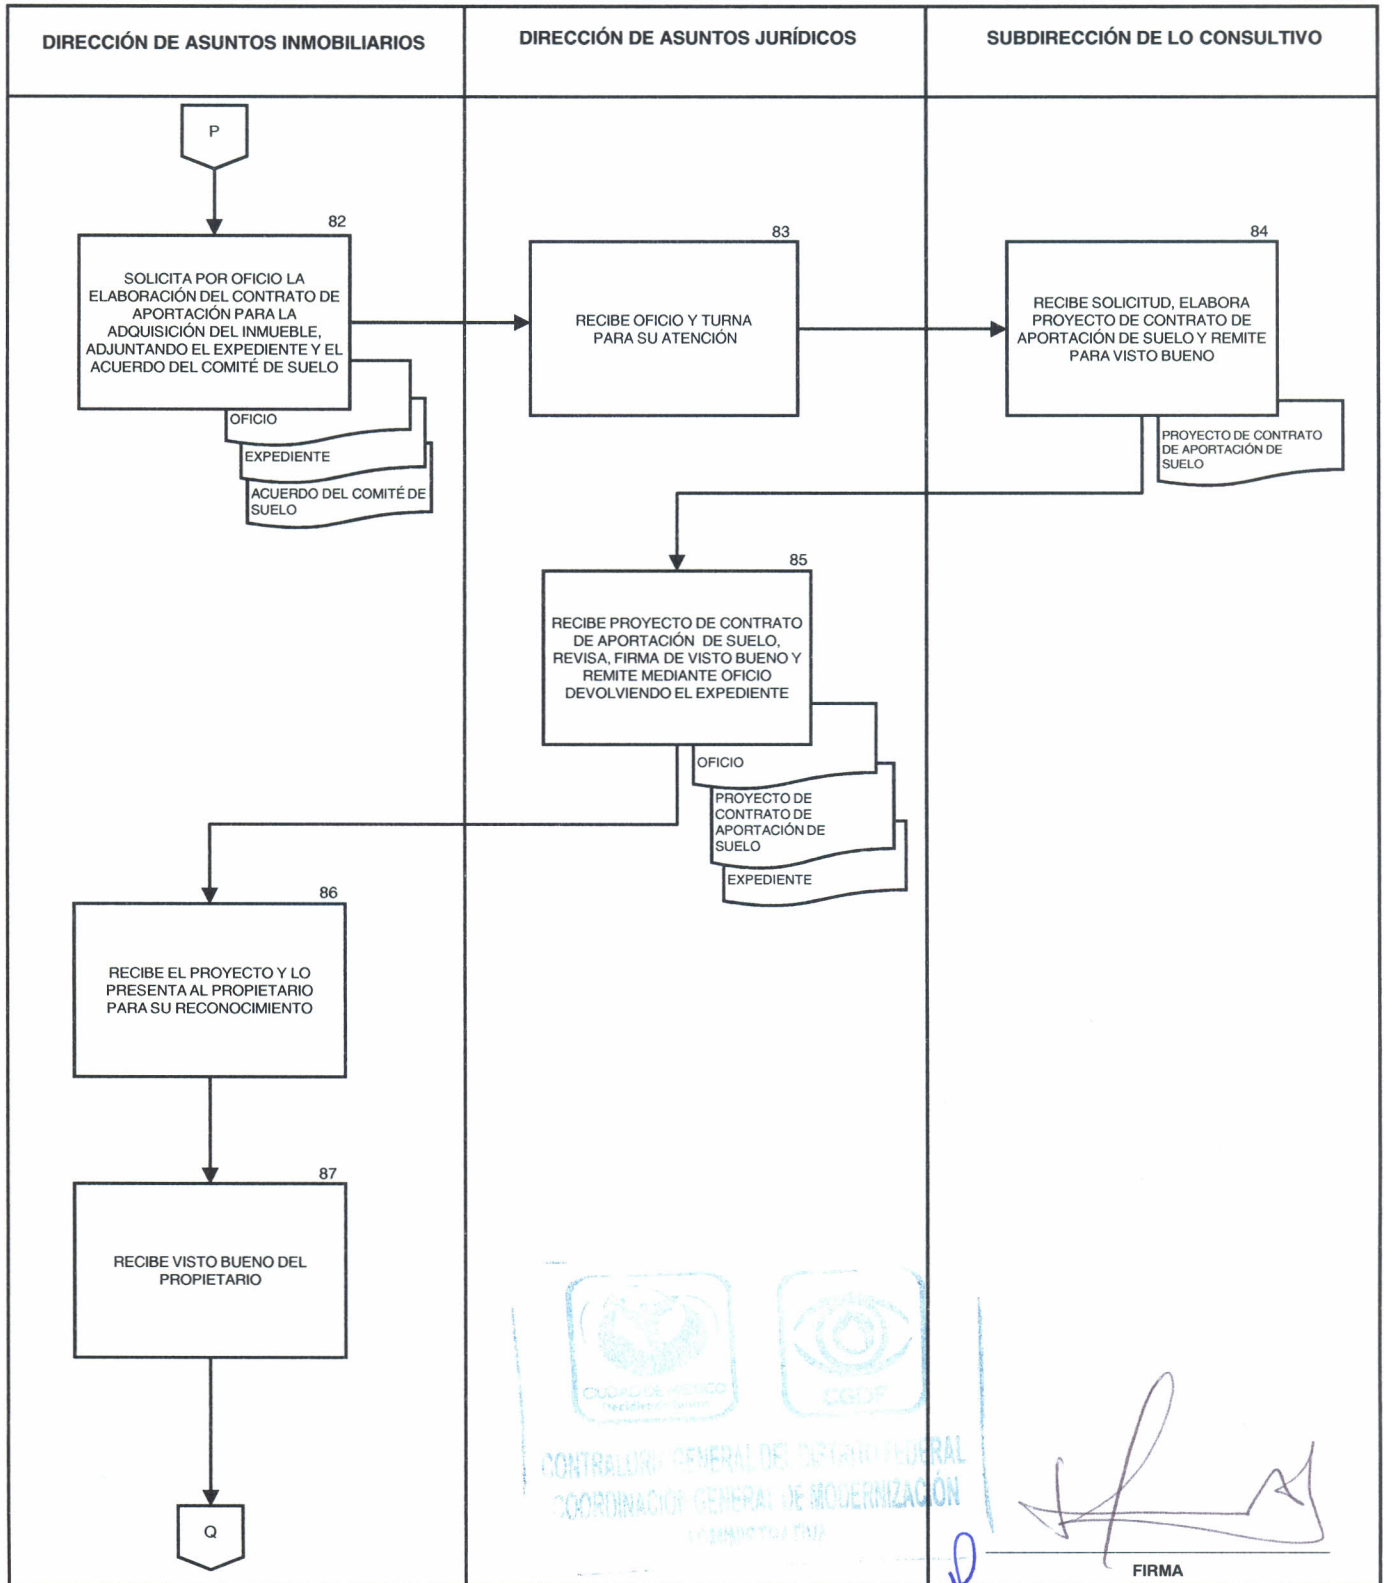 DIRECCIÓN DE ASUNTOS INMOBILIARIOS
DIRECCIÓN DE ASUNTOS JURÍDICOS
SUBDIRECCIÓN DE LO CONSULTIVO
P
82
SOLICITA POR OFICIO LA
ELABORACIÓN DEL CONTRATO DE
APORTACIÓN PARA LA
ADQUISICIÓN DEL INMUEBLE,
ADJUNTANDO EL EXPEDIENTE Y EL
ACUERDO DEL COMITÉ DE SUELO
OFICIO
EXPEDIENTE
ACUERDO DEL COMITÉ DE
SUELO
83
RECIBE OFICIO Y TURNA
PARA SU ATENCIÓN
84
RECIBE SOLICITUD, ELABORA
PROYECTO DE CONTRATO DE
APORTACIÓN DE SUELO Y REMITE
PARA VISTO BUENO
PROYECTO DE CONTRATO
DE APORTACIÓN DE
SUELO
85
RECIBE PROYECTO DE CONTRATO
DE APORTACIÓN DE SUELO,
REVISA, FIRMA DE VISTO BUENO Y
REMITE MEDIANTE OFICIO
DEVOLVIENDO EL EXPEDIENTE
OFICIO
PROYECTO DE
CONTRATO DE
APORTACIÓN DE
SUELO
EXPEDIENTE
86
RECIBE EL PROYECTO Y LO
PRESENTA AL PROPIETARIO
PARA SU RECONOCIMIENTO
87
RECIBE VISTO BUENO DEL
PROPIETARIO
Q
CIUDAD DE MÉXICO
CGDF
CONTRALORÍA GENERAL DEL DISTRITO FEDERAL
COORDINACIÓN GENERAL DE MODERNIZACIÓN
ADMINISTRATIVA
FIRMA